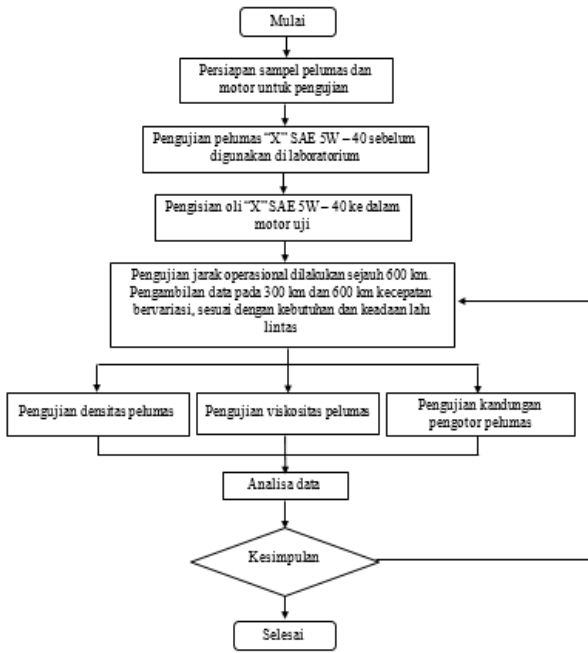 Mulai
Persiapan sampel pelumas dan
motor untuk pengujian
Pengujian pelumas “X” SAE 5W – 40 sebelum
digunakan di laboratorium
Pengisian oli “X” SAE 5W – 40 ke dalam
motor uji
Pengujian jarak operasional dilakukan sejauh 600 km.
Pengambilan data pada 300 km dan 600 km kecepatan
bervariasi, sesuai dengan kebutuhan dan keadaan lalu
lintas
Pengujian densitas pelumas
Pengujian viskositas pelumas
Pengujian kandungan
pengotor pelumas
Analisa data
Kesimpulan
Selesai